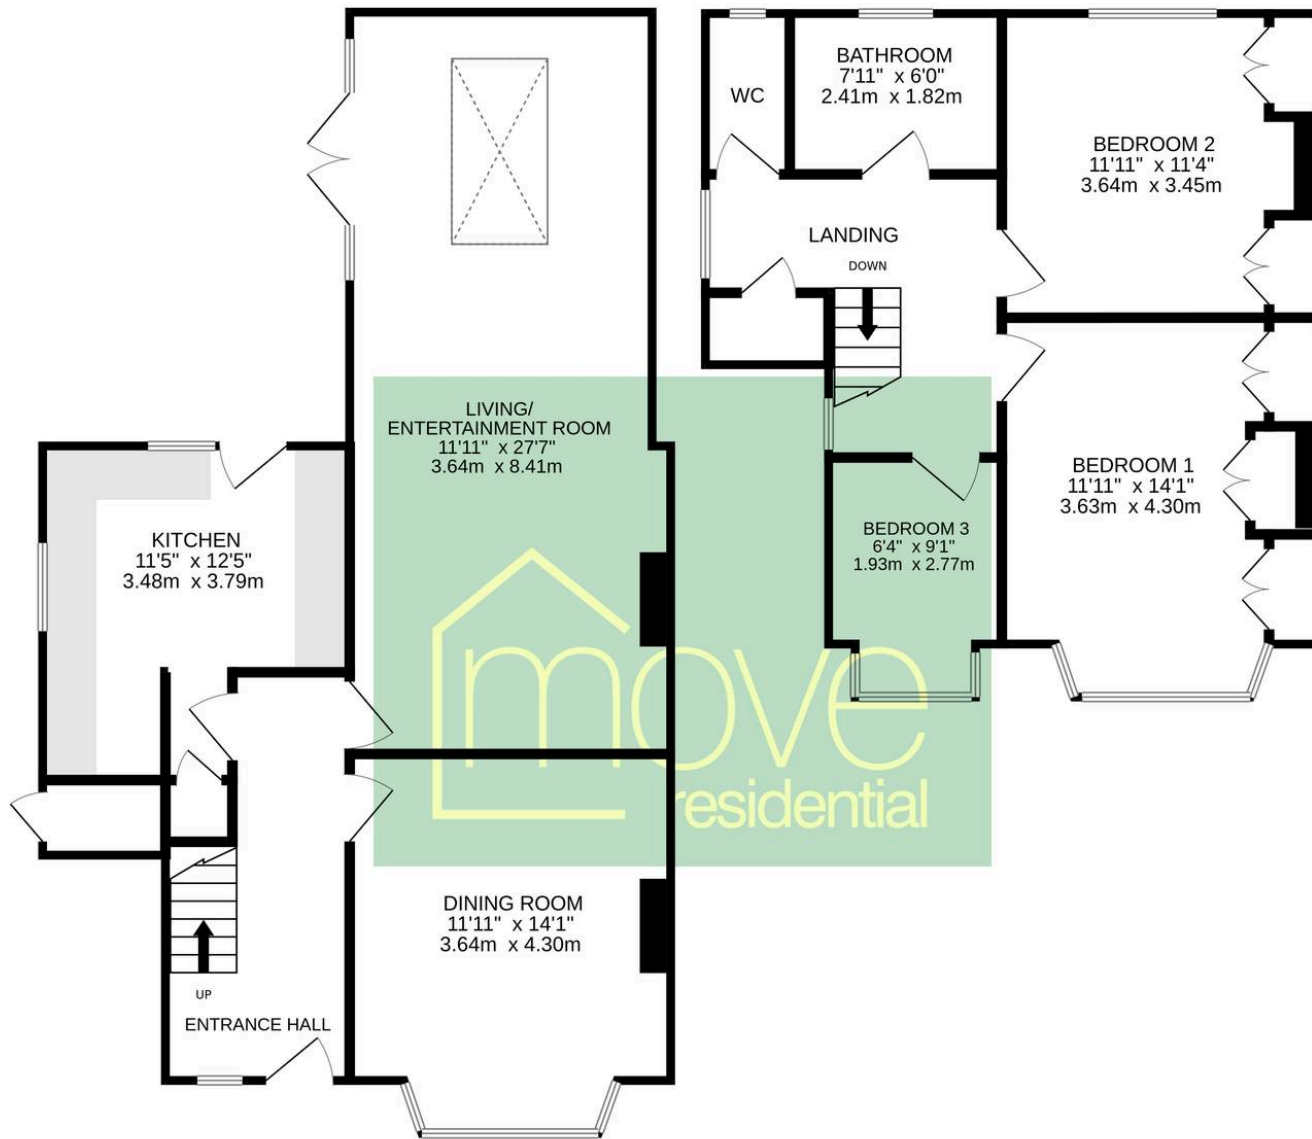 LIVING/
ENTERTAINMENT ROOM
11'11" x 27'7"
3.64m x 8.41m
KITCHEN
11'5" x 12'5"
3.48m x 3.79m
DINING ROOM
11'11" x 14'1"
3.64m x 4.30m
UP
ENTRANCE HALL
WC
BATHROOM
7'11" x 6'0"
2.41m x 1.82m
BEDROOM 2
11'11" x 11'4"
3.64m x 3.45m
LANDING
DOWN
BEDROOM 1
11'11" x 14'1"
3.63m x 4.30m
BEDROOM 3
6'4" x 9'1"
1.93m x 2.77m
move
residential